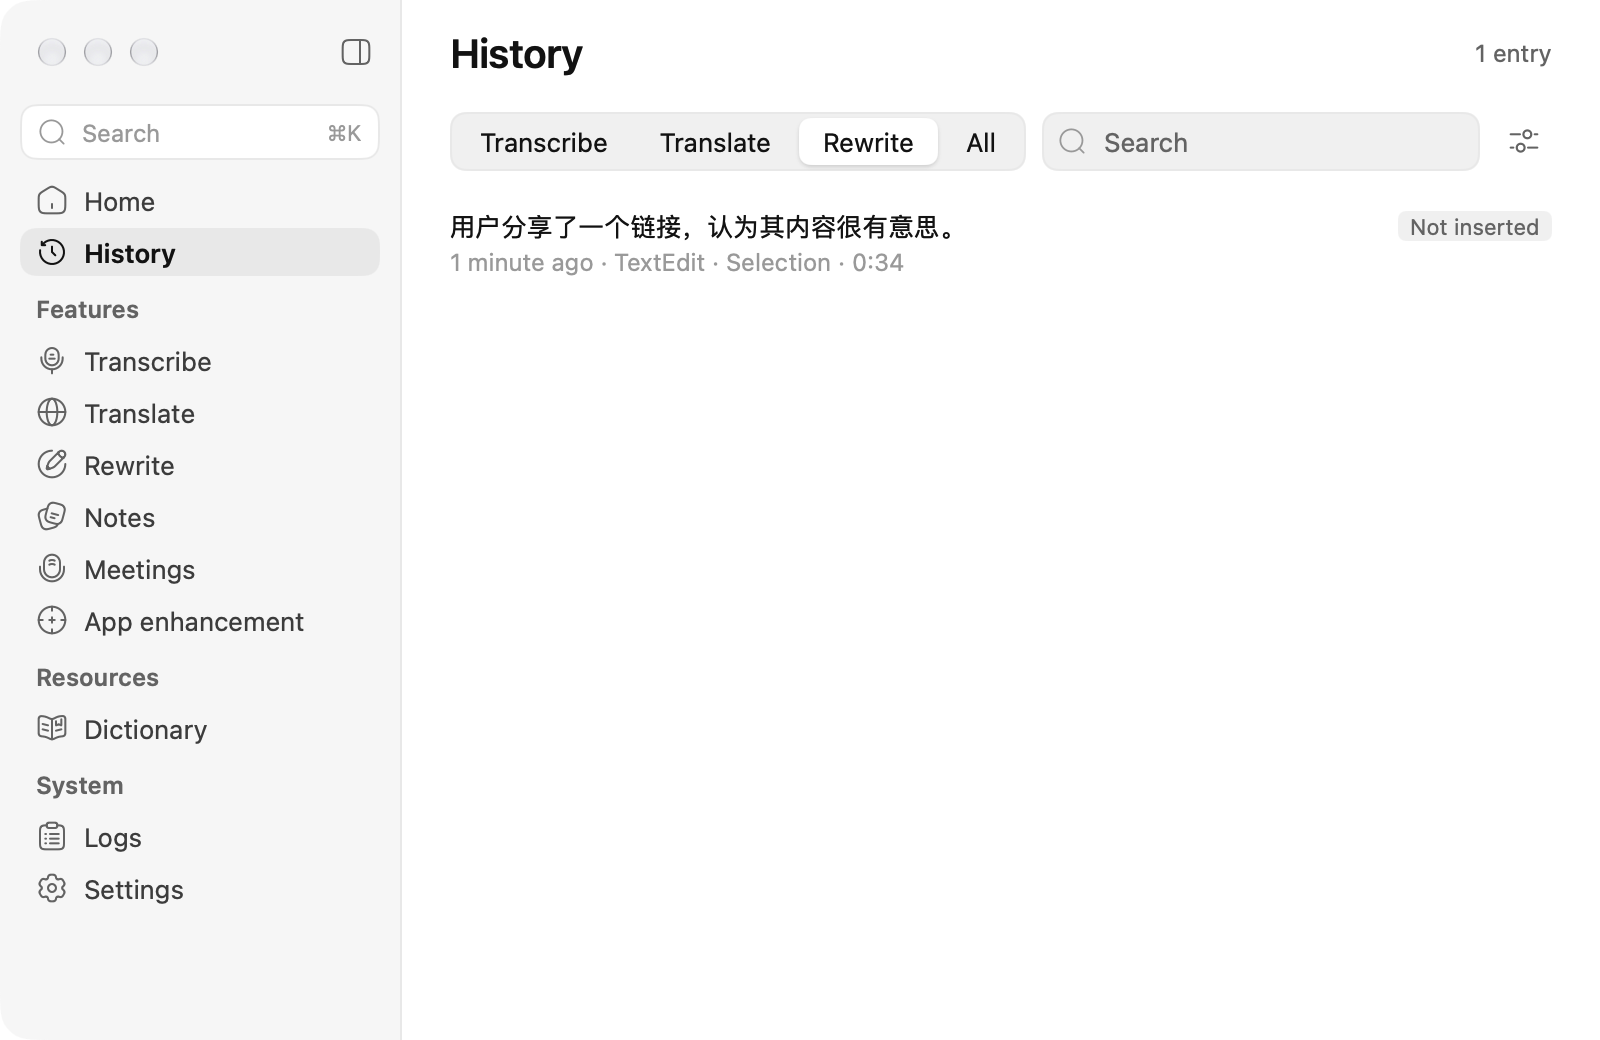 Search ⌘K
Home
History
Features
Transcribe
Translate
Rewrite
Notes
Meetings
App enhancement
Resources
Dictionary
System
Logs
Settings
History
1 entry
Transcribe Translate Rewrite All Search
用户分享了一个链接，认为其内容很有意思。 Not inserted
1 minute ago · TextEdit · Selection · 0:34